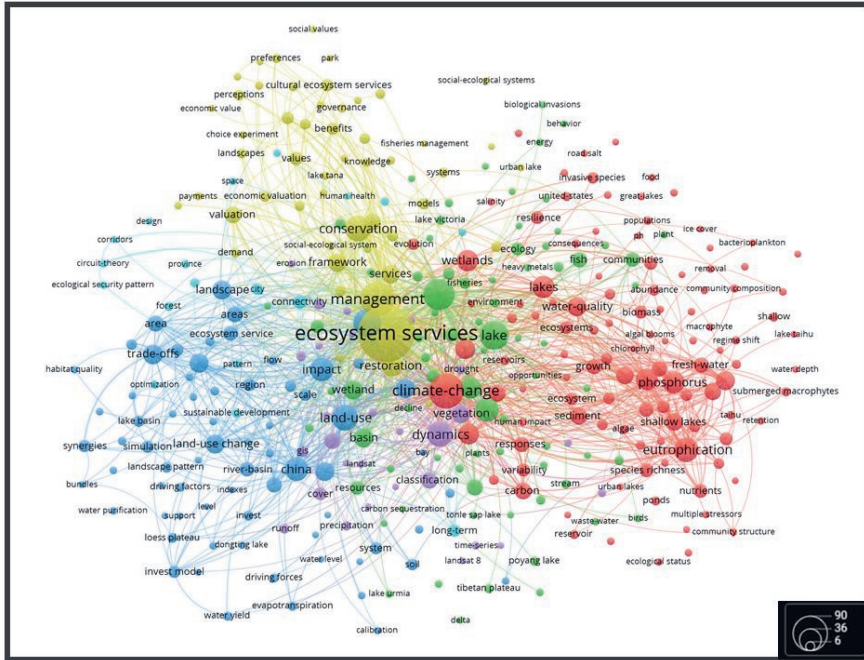 social values
preferences
park
social-ecological systems
cultural ecosystem services
perceptions
biological invasions
economic value
governance
behavior
choice experiment
benefits
energy
fisheries management
road salt
landscapes
values
knowledge
systems
urban lake
invasive species
food
lake tana
space
human health
united-states
great-lakes
payments
economic valuation
models
salinity
valuation
lake victoria
resilience
populations
design
conservation
ph
plant
ice cover
corridors
demand
social-ecological system
evolution
ecology
consequences
bacterioplankton
circuit-theory
province
erosion
framework
wetlands
heavy metals
fish
communities
removal
ecological security pattern
services
fisheries
landscape
city
connectivity
management
environment
lakes
abundance
community composition
forest
areas
water-quality
biomass
shallow
area
ecosystem service
ecosystem services
lake
ecosystems
algal blooms
macrophyte
regime shift
lake-taihu
trade-offs
pattern
flow
restoration
reservoirs
chlorophyll
habitat quality
impact
drought
growth
fresh-water
water-depth
optimization
region
scale
wetland
climate-change
opportunities
phosphorus
submerged macrophytes
ecosystem
lake basin
sustainable development
land-use
decline
vegetation
human impact
sediment
shallow lakes
taihu
retention
synergies
simulation
land-use change
basin
dynamics
algae
gis
bay
responses
eutrophication
landscape pattern
river-basin
china
landsat
plants
variability
species richness
bundles
driving factors
indexes
cover
resources
classification
stream
urban lakes
nutrients
level
carbon
ponds
water purification
support
invest
carbon sequestration
tonle sap lake
waste-water
birds
multiple stressors
loess plateau
runoff
precipitation
long-term
reservoir
community structure
dongting lake
system
time-series
water level
landsat 8
poyang lake
ecological status
invest model
driving forces
soil
lake urmia
tibetan plateau
evapotranspiration
water yield
calibration
delta
90
36
6